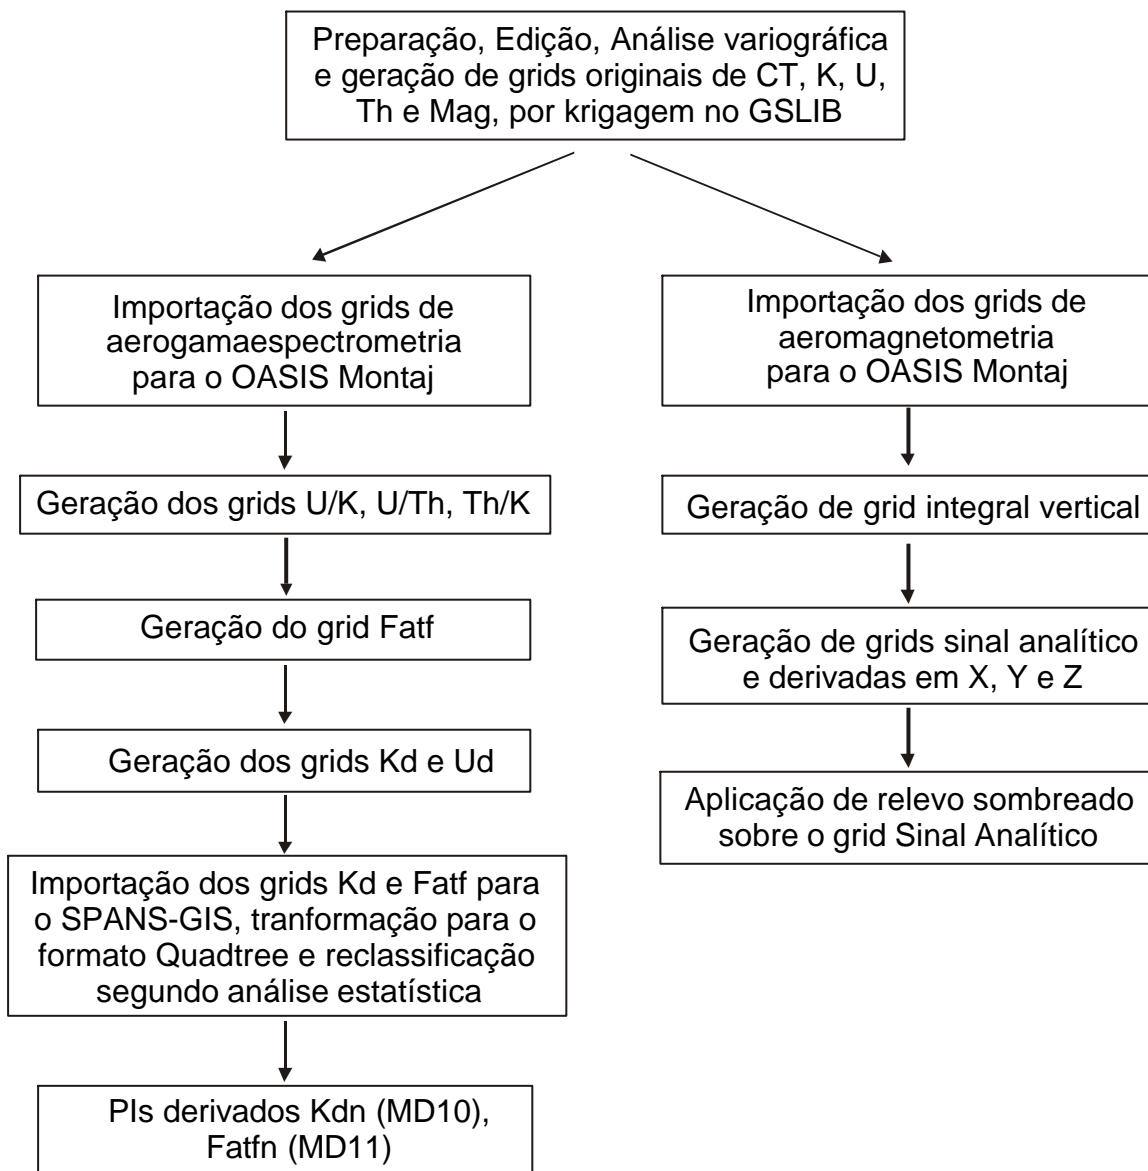 Preparação, Edição, Análise variográfica
e geração de grids originais de CT, K, U,
Th e Mag, por krigagem no GSLIB
Importação dos grids de
aerogamaespectrometria
para o OASIS Montaj
Geração dos grids U/K, U/Th, Th/K
Geração do grid Fatf
Geração dos grids Kd e Ud
Importação dos grids Kd e Fatf para
o SPANS-GIS, tranformação para o
formato Quadtree e reclassificação
segundo análise estatística
PIs derivados Kdn (MD10),
Fatfn (MD11)
Importação dos grids de
aeromagnetometria
para o OASIS Montaj
Geração de grid integral vertical
Geração de grids sinal analítico
e derivadas em X, Y e Z
Aplicação de relevo sombreado
sobre o grid Sinal Analítico